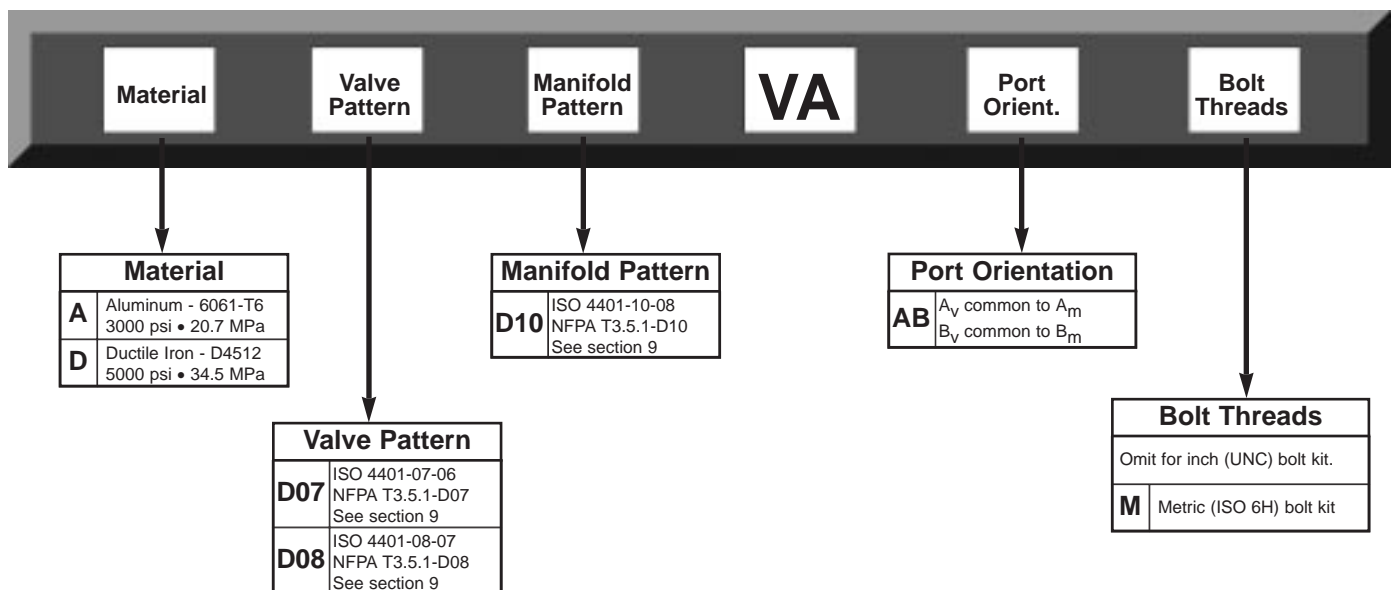 Material
Valve
Pattern
Manifold
Pattern
VA
Port
Orient.
Bolt
Threads
Material
A
Aluminum - 6061-T6
3000 psi • 20.7 MPa
D
Ductile Iron - D4512
5000 psi • 34.5 MPa
Valve Pattern
D07
ISO 4401-07-06
NFPA T3.5.1-D07
See section 9
D08
ISO 4401-08-07
NFPA T3.5.1-D08
See section 9
Manifold Pattern
D10
ISO 4401-10-08
NFPA T3.5.1-D10
See section 9
Port Orientation
AB
Av common to Am
Bv common to Bm
Bolt Threads
Omit for inch (UNC) bolt kit.
M
Metric (ISO 6H) bolt kit